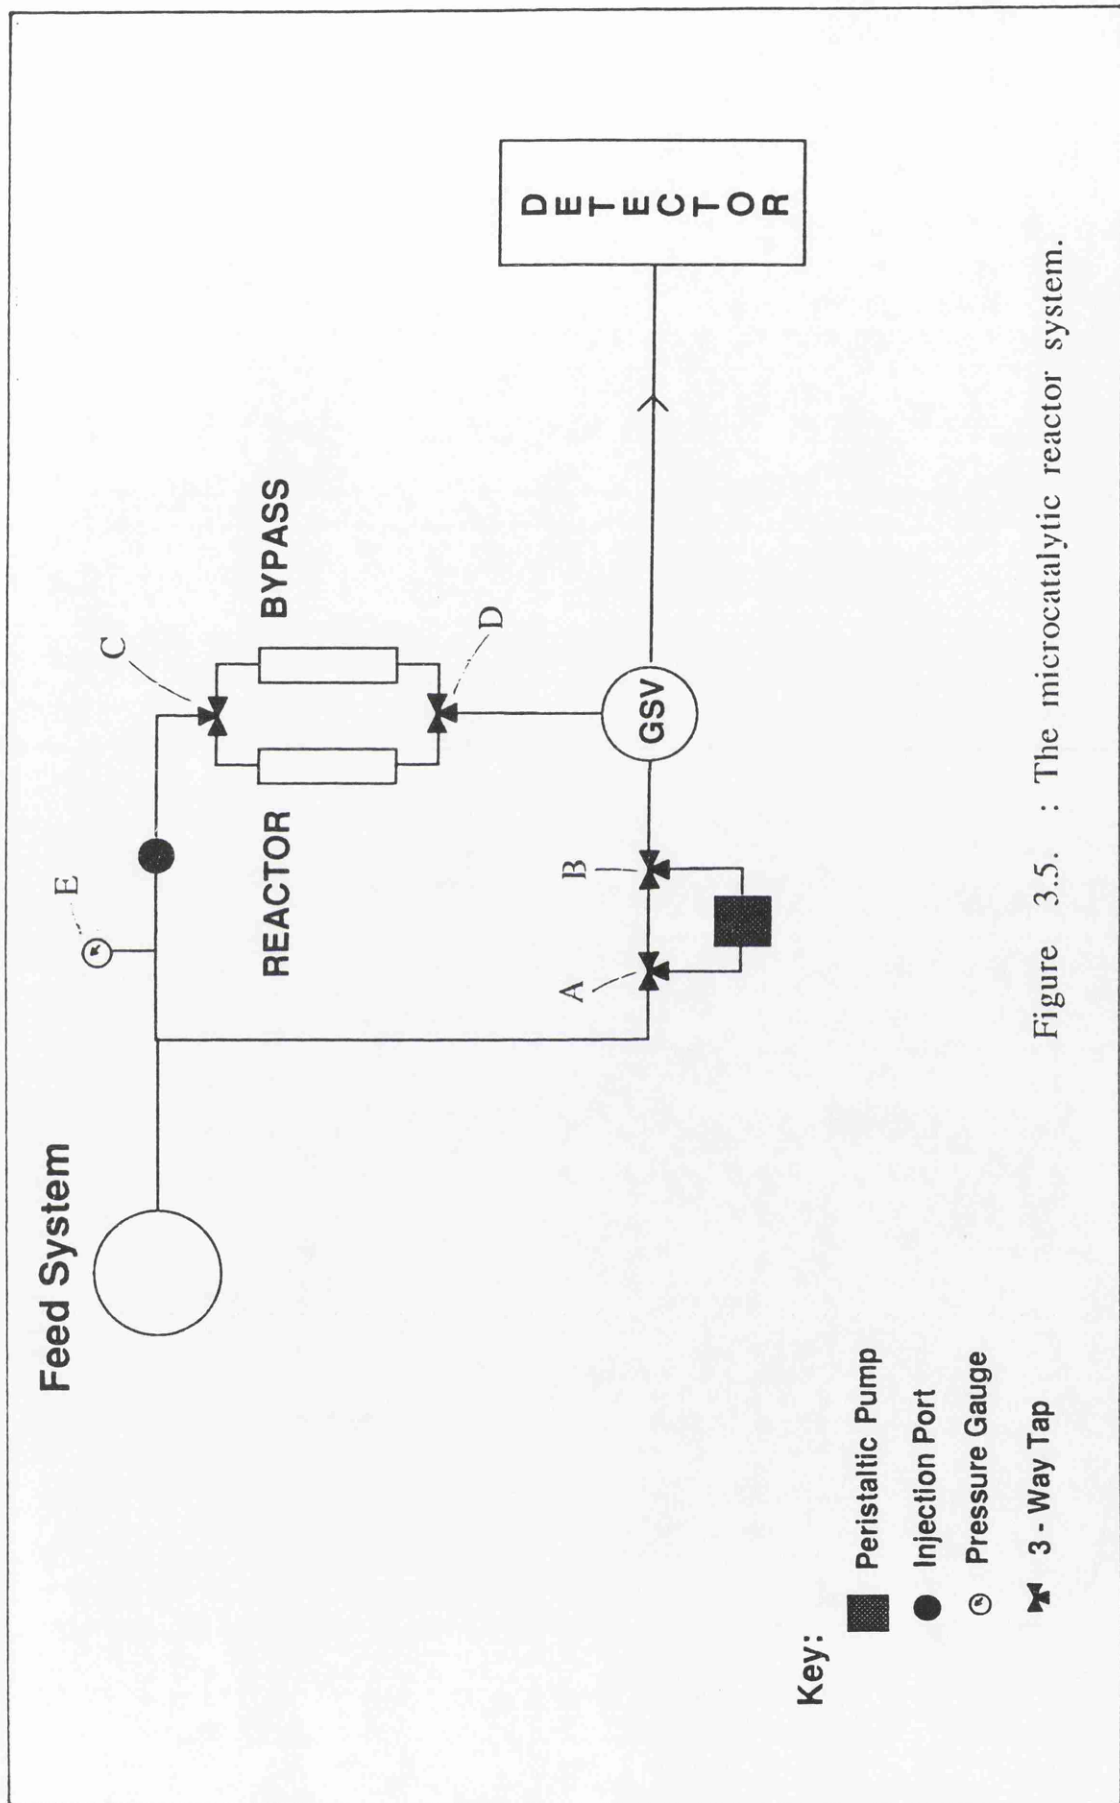 Feed System
E
C
REACTOR
BYPASS
D
A
B
GSV
DETECTOR
Key:
Peristaltic Pump
Injection Port
Pressure Gauge
3 - Way Tap
Figure 3.5. : The microcatalytic reactor system.